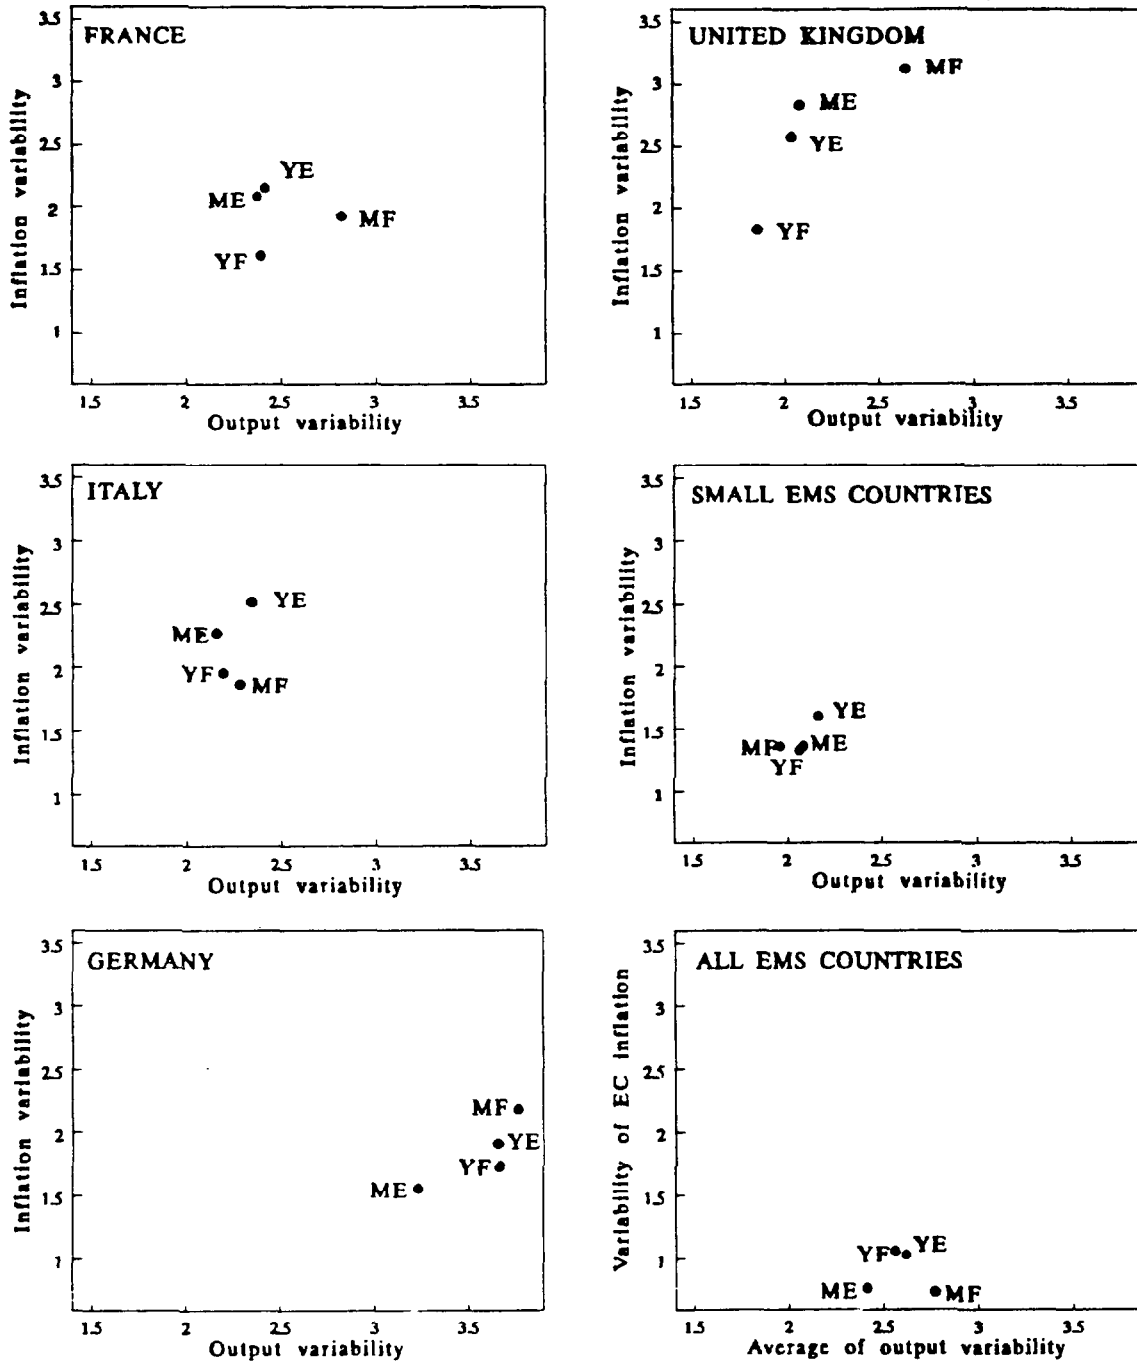 FRANCE
Inflation variability
3.5
3
2.5
2
1.5
1
YE
ME
MF
YF
1.5 2 2.5 3 3.5
Output variability
UNITED KINGDOM
Inflation variability
3.5
3
2.5
2
1.5
1
MF
ME
YE
YF
1.5 2 2.5 3 3.5
Output variability
ITALY
Inflation variability
3.5
3
2.5
2
1.5
1
YE
ME
YF
MF
1.5 2 2.5 3 3.5
Output variability
SMALL EMS COUNTRIES
Inflation variability
3.5
3
2.5
2
1.5
1
YE
MF
ME
YF
1.5 2 2.5 3 3.5
Output variability
GERMANY
Inflation variability
3.5
3
2.5
2
1.5
1
MF
YE
YF
ME
1.5 2 2.5 3 3.5
Output variability
ALL EMS COUNTRIES
Variability of EC inflation
3.5
3
2.5
2
1.5
1
YF
YE
ME
MF
1.5 2 2.5 3 3.5
Average of output variability